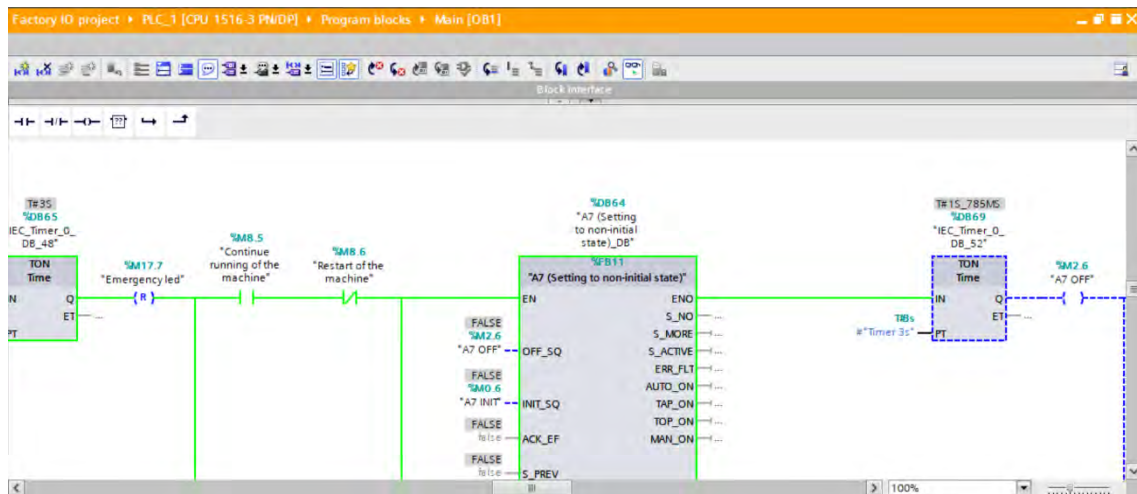 Factory IO project ▸ PLC_1 [CPU 1516-3 PN/DP] ▸ Program blocks ▸ Main [OB1]
Block interface
T#3S
%DB65
"IEC_Timer_0_
DB_48"
TON
Time
IN Q
ET ...
PT
%M17.7
"Emergency led"
( R )
%M8.5
"Continue
running of the
machine"
%M8.6
"Restart of the
machine"
%DB64
"A7 (Setting
to non-initial
state)_DB"
%FB11
"A7 (Setting to non-initial state)"
EN ENO
S_NO ...
S_MORE ...
S_ACTIVE ...
ERR_FLT ...
AUTO_ON ...
TAP_ON ...
TOP_ON ...
MAN_ON ...
FALSE
%M2.6
"A7 OFF" OFF_SQ
FALSE
%M0.6
"A7 INIT" INIT_SQ
FALSE
false ACK_EF
FALSE
false S_PREV
T#1S_785MS
%DB69
"IEC_Timer_0_
DB_52"
TON
Time
IN Q
ET ...
T#8s
#"Timer 3s" PT
%M2.6
"A7 OFF"
100%